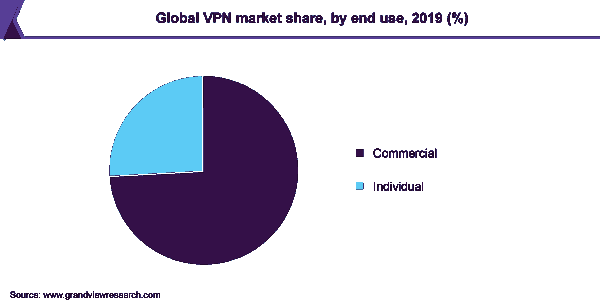 Global VPN market share, by end use, 2019 (%)
Commercial
Individual
Source: www.grandviewresearch.com